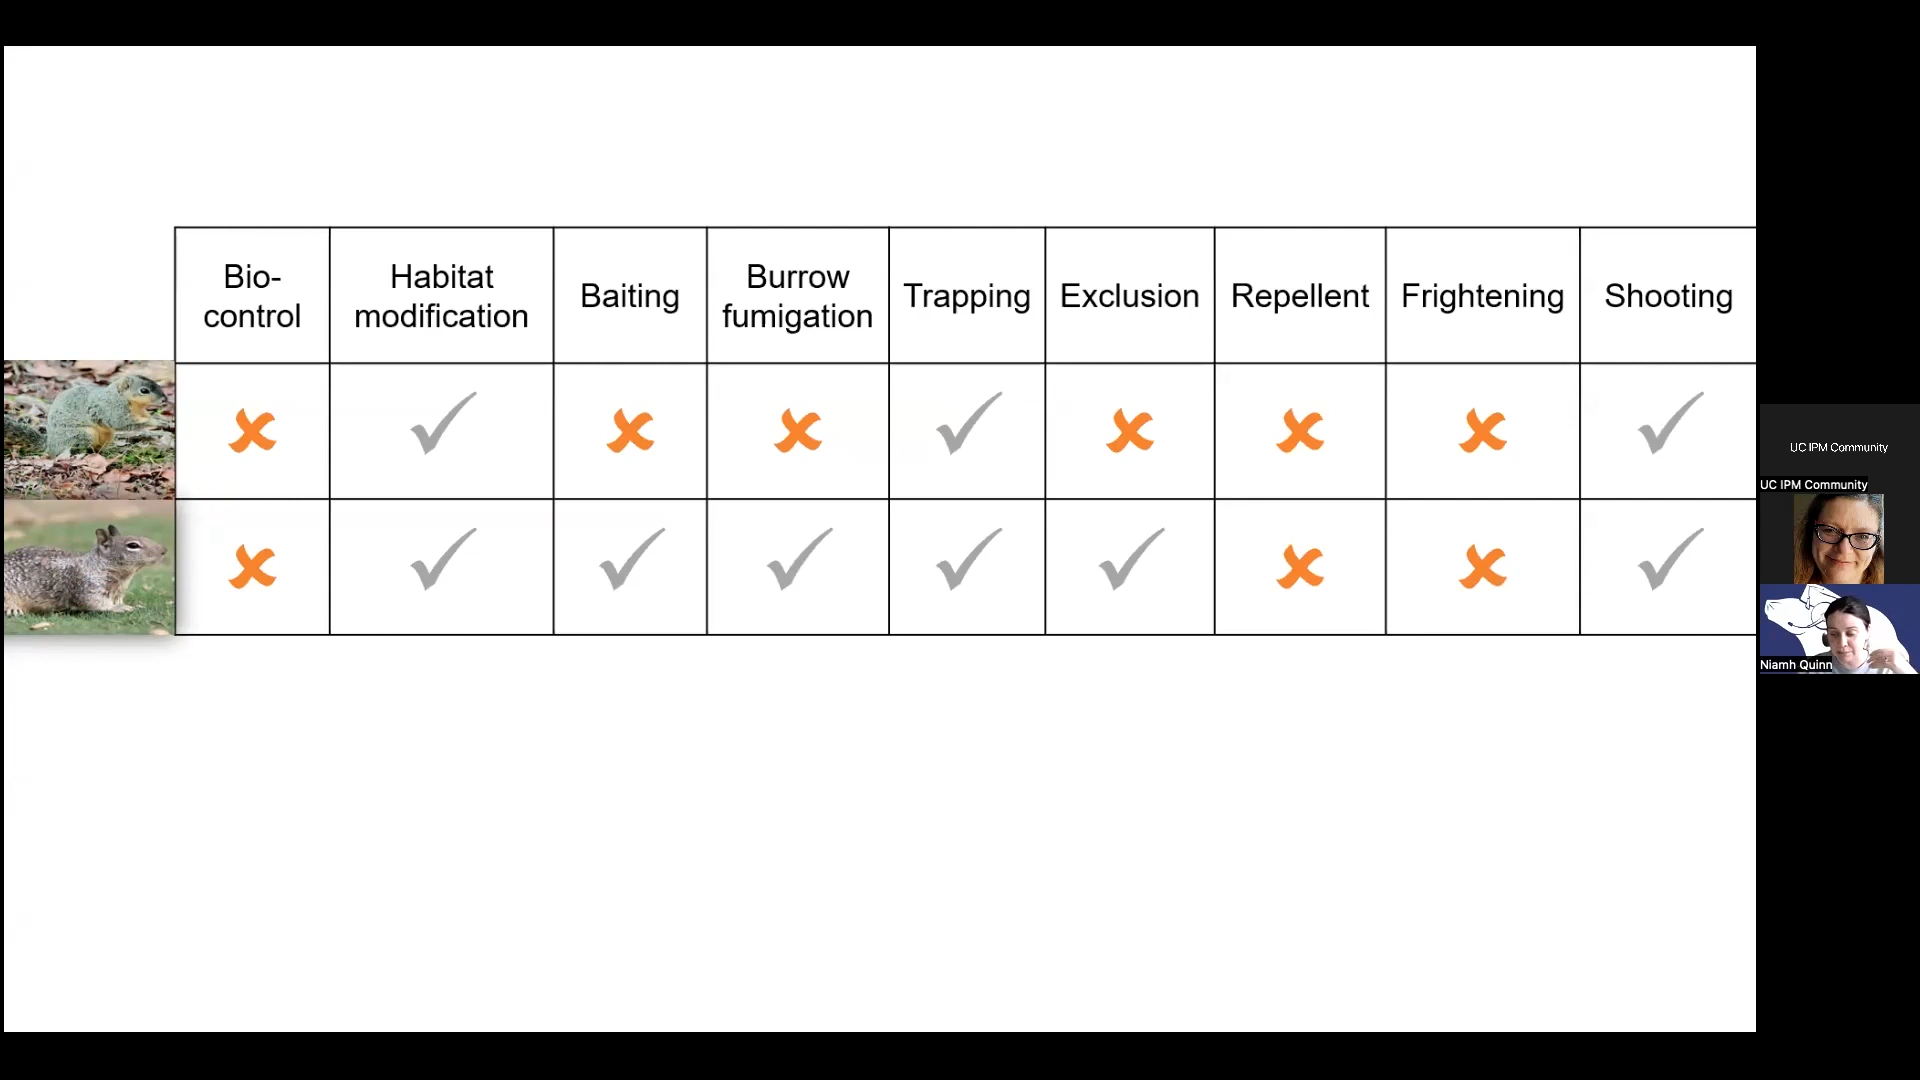 Bio-
control
Habitat
modification
Baiting
Burrow
fumigation
Trapping
Exclusion
Repellent
Frightening
Shooting
UC IPM Community
UC IPM Community
Niamh Quinn